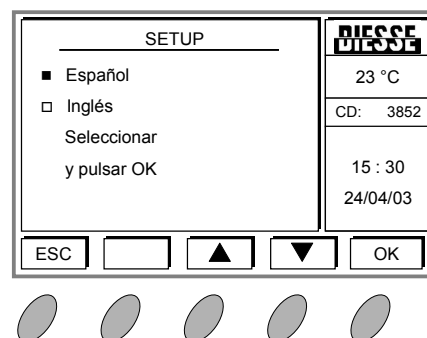 SETUP
■ Español
□ Inglés
Seleccionar
y pulsar OK
DIESSE
23 °C
CD: 3852
15 : 30
24/04/03
ESC ▲ ▼ OK